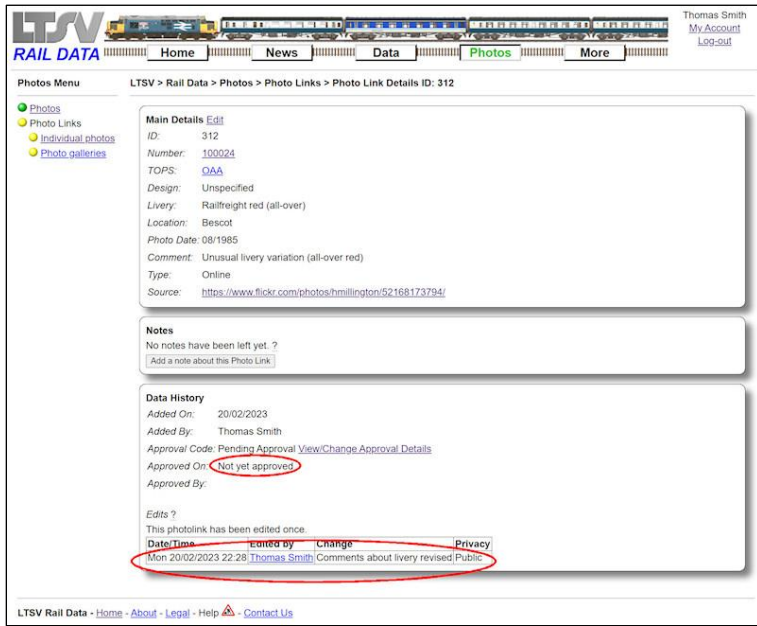 LTSV
RAIL DATA
Home
News
Data
Photos
More
Thomas Smith
My Account
Log-out
Photos Menu
Photos
Photo Links
Individual photos
Photo galleries
LTSV > Rail Data > Photos > Photo Links > Photo Link Details ID: 312
Main Details Edit
ID: 312
Number: 100024
TOPS: OAA
Design: Unspecified
Livery: Railfreight red (all-over)
Location: Bescot
Photo Date: 08/1985
Comment: Unusual livery variation (all-over red)
Type: Online
Source: https://www.flickr.com/photos/hmillington/52168173794/
Notes
No notes have been left yet. ?
Add a note about this Photo Link
Data History
Added On: 20/02/2023
Added By: Thomas Smith
Approval Code: Pending Approval View/Change Approval Details
Approved On: Not yet approved
Approved By:
Edits ?
This photolink has been edited once.
Date/Time Edited by Change Privacy
Mon 20/02/2023 22:28 Thomas Smith Comments about livery revised Public
LTSV Rail Data - Home - About - Legal - Help - Contact Us